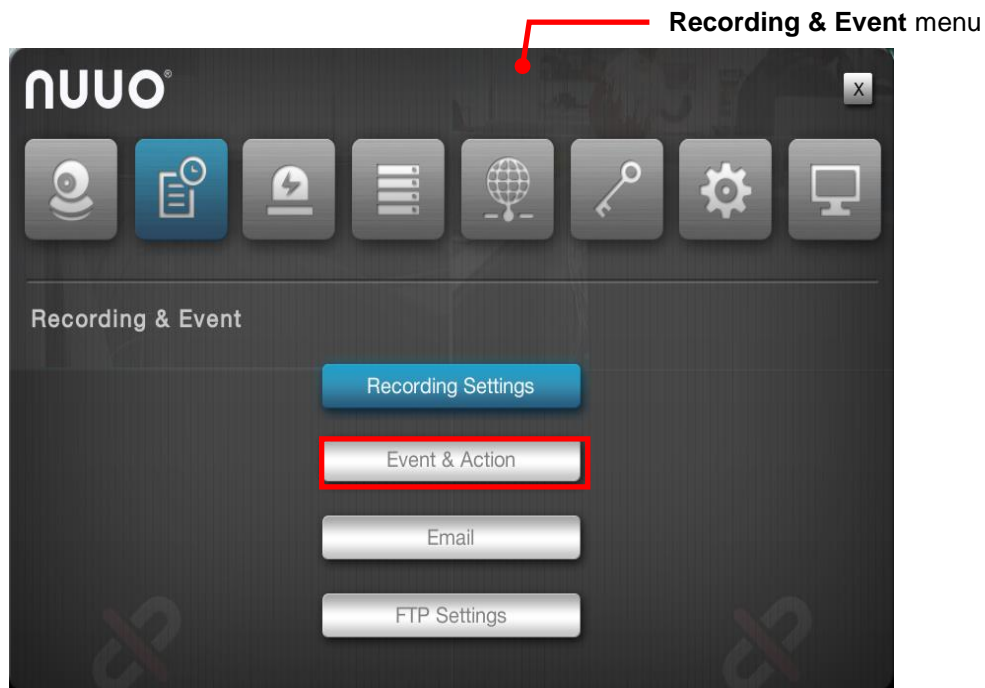 Recording & Event menu
nuuo®
X
Recording & Event
Recording Settings
Event & Action
Email
FTP Settings